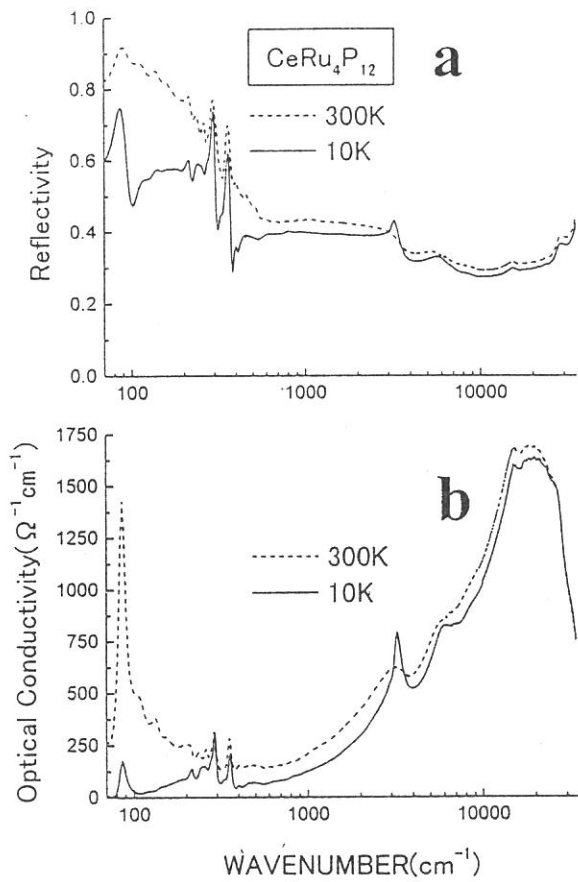 1.0
0.8
0.6
0.4
0.2
0.0
Reflectivity
CeRu₄P₁₂
a
300K
10K
100
1000
10000
1750
1500
1250
1000
750
500
250
0
Optical Conductivity(Ω⁻¹cm⁻¹)
b
300K
10K
100
1000
10000
WAVENUMBER(cm⁻¹)